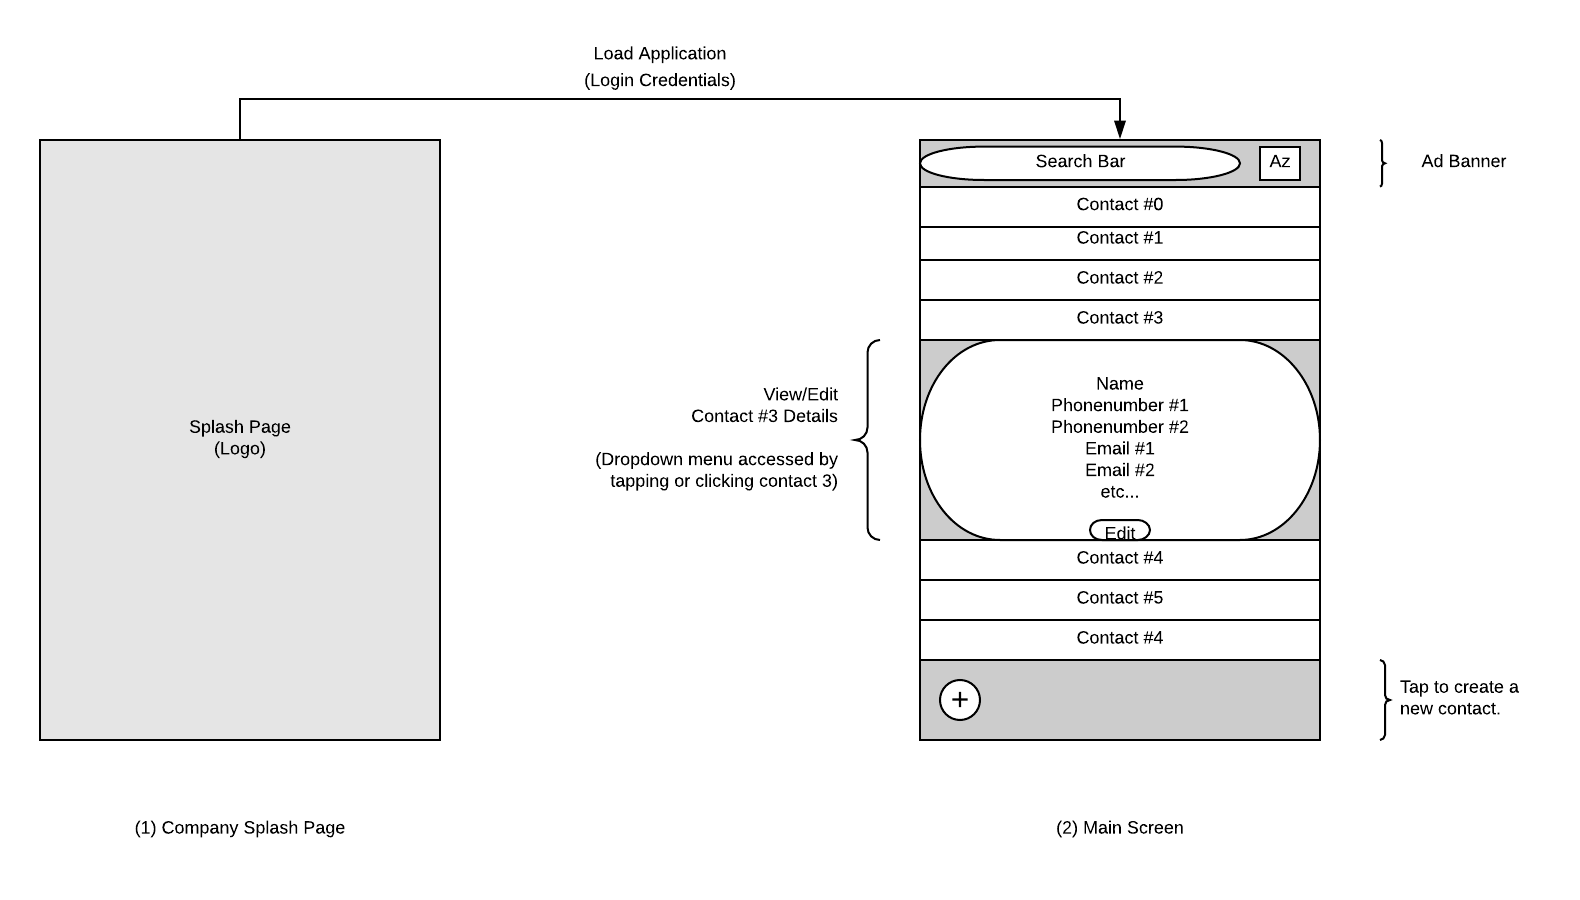 Load Application
(Login Credentials)
Splash Page
(Logo)
(1) Company Splash Page
Search Bar
Az
Ad Banner
Contact #0
Contact #1
Contact #2
Contact #3
View/Edit
Contact #3 Details
(Dropdown menu accessed by
tapping or clicking contact 3)
Name
Phonenumber #1
Phonenumber #2
Email #1
Email #2
etc...
Edit
Contact #4
Contact #5
Contact #4
+
Tap to create a
new contact.
(2) Main Screen